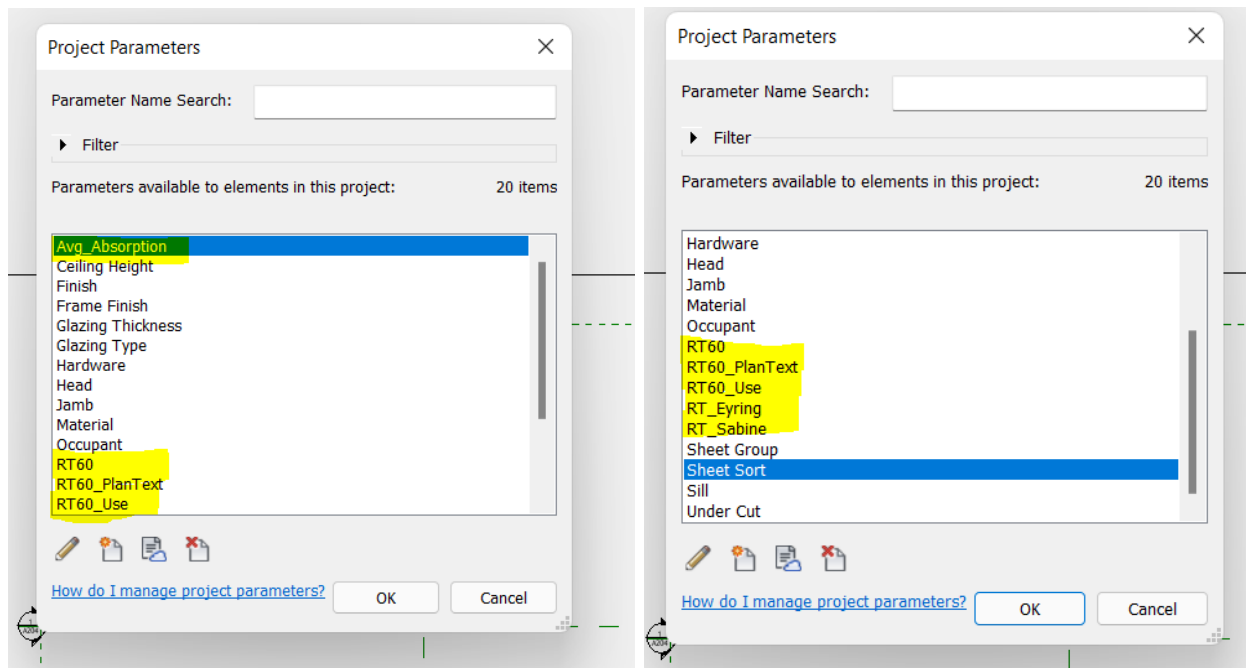 Project Parameters
Parameter Name Search:
Filter
Parameters available to elements in this project: 20 items
Avg_Absorption
Ceiling Height
Finish
Frame Finish
Glazing Thickness
Glazing Type
Hardware
Head
Jamb
Material
Occupant
RT60
RT60_PlanText
RT60_Use
How do I manage project parameters? OK Cancel
1
A204
Project Parameters
Parameter Name Search:
Filter
Parameters available to elements in this project: 20 items
Hardware
Head
Jamb
Material
Occupant
RT60
RT60_PlanText
RT60_Use
RT_Eyring
RT_Sabine
Sheet Group
Sheet Sort
Sill
Under Cut
How do I manage project parameters? OK Cancel
1
A204